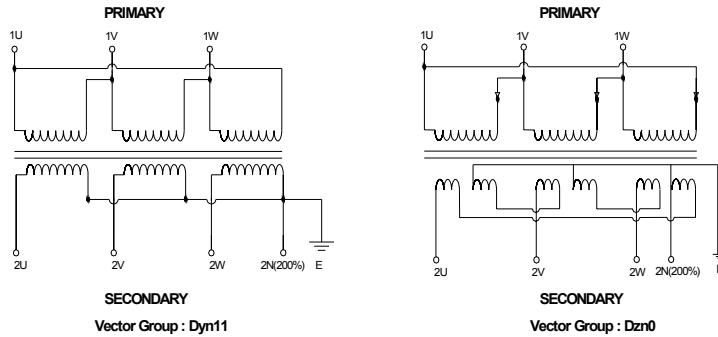 PRIMARY
1U 1V 1W
2U 2V 2W 2N(200%) E
SECONDARY
Vector Group : Dyn11
PRIMARY
1U 1V 1W
2U 2V 2W 2N(200%)
SECONDARY
Vector Group : Dzn0